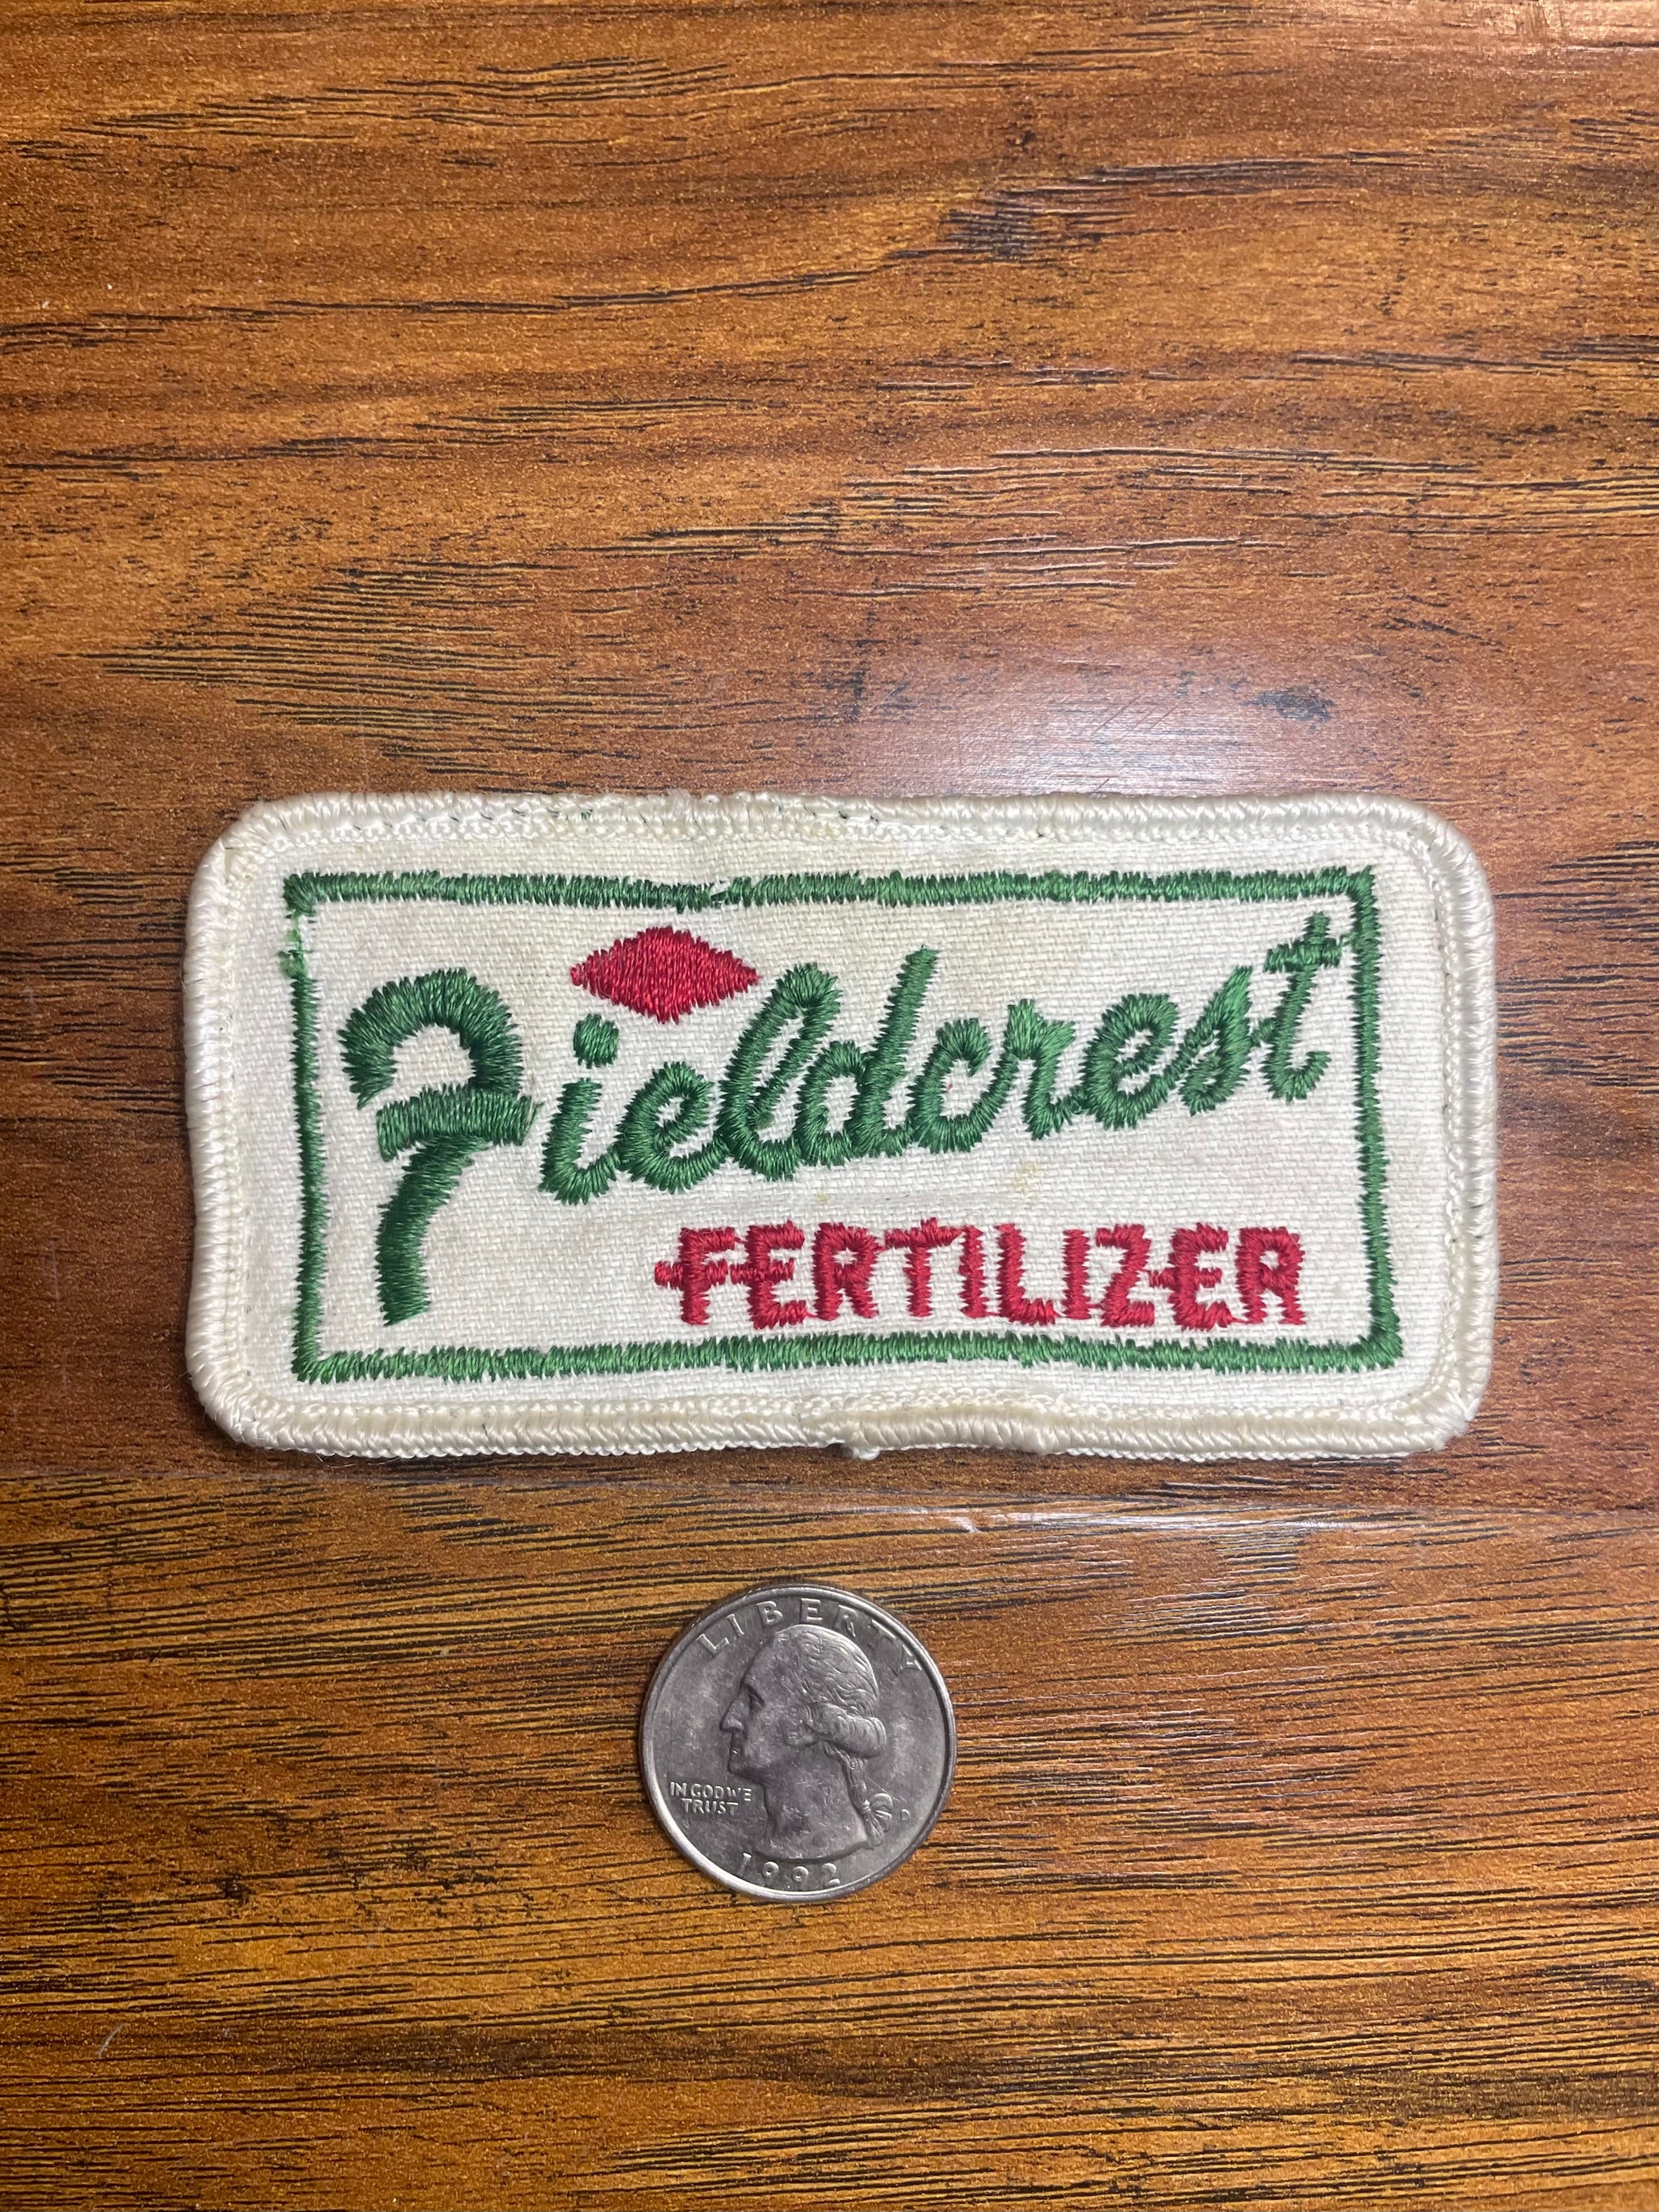 Fieldcrest
FERTILIZER
LIBERTY
IN GOD WE
TRUST
D
1992